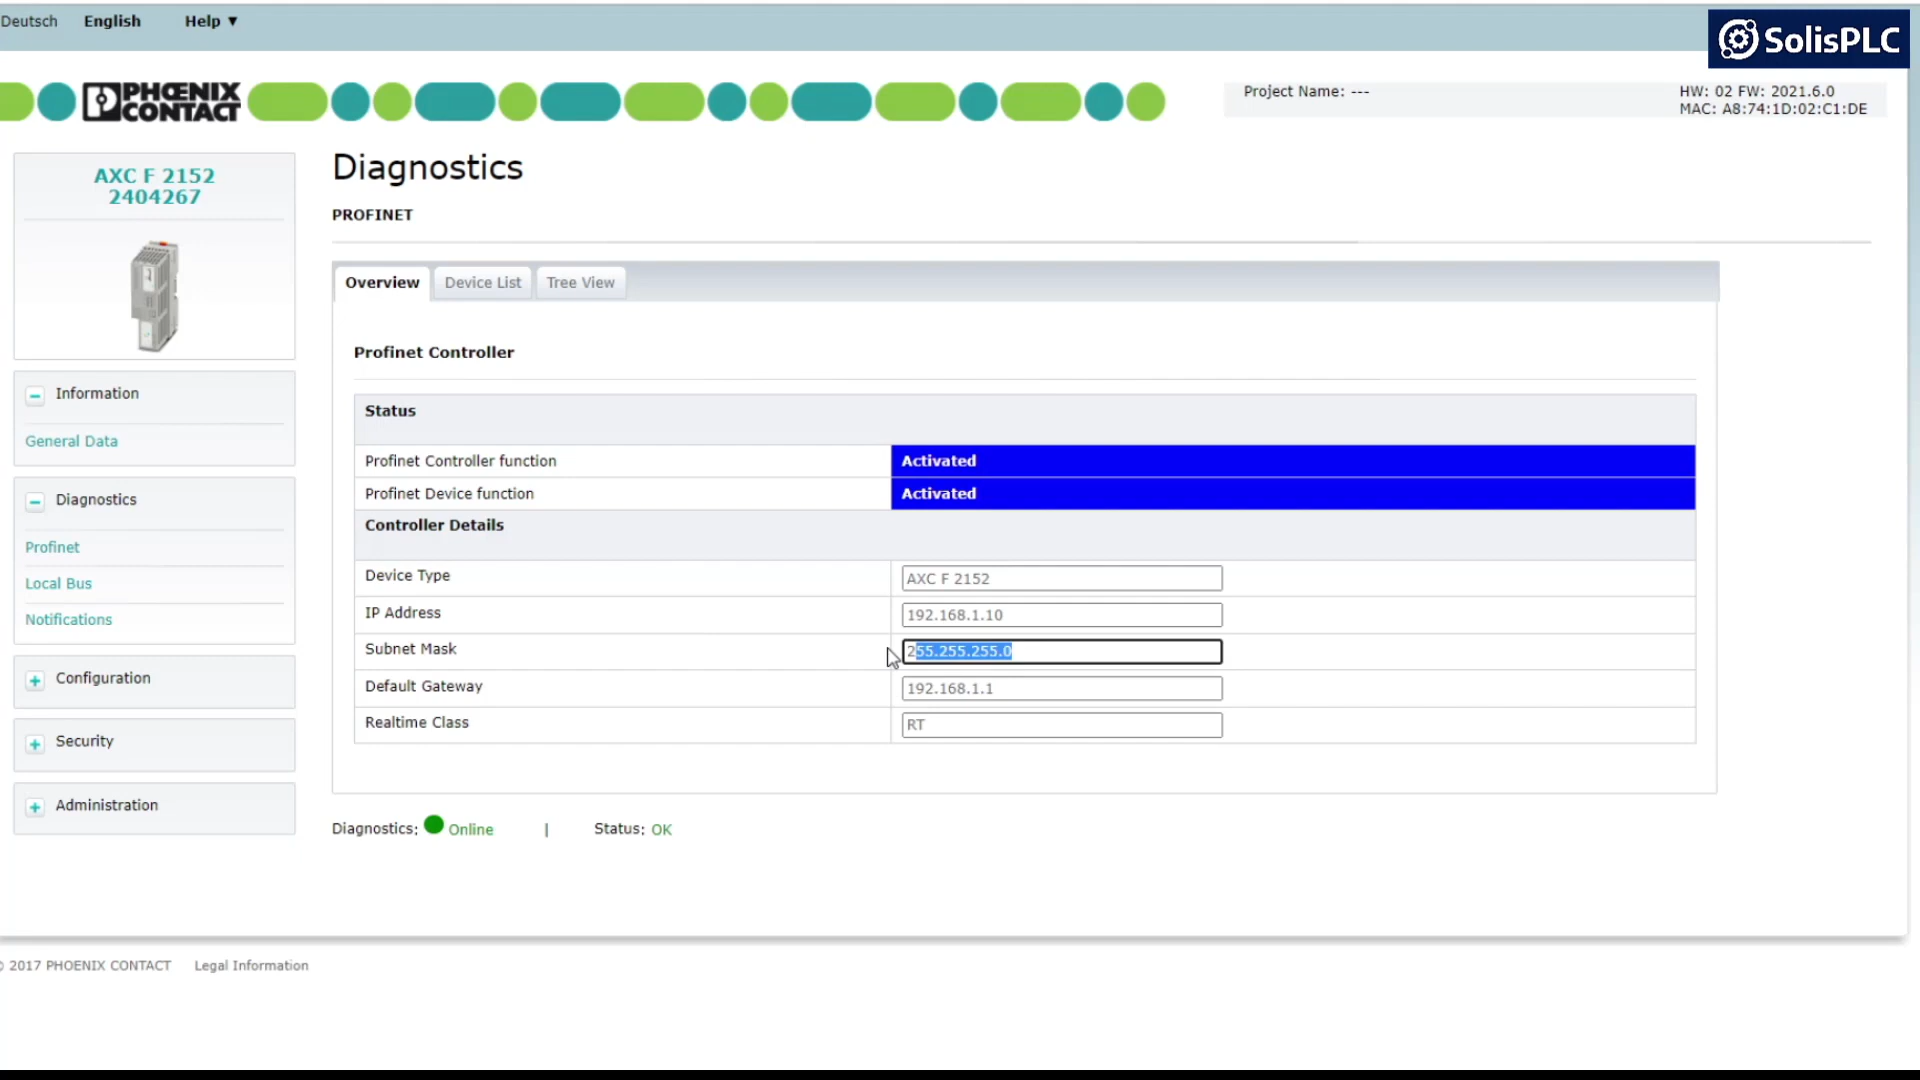 Deutsch English Help ▼
SolisPLC
PHŒNIX
CONTACT
Project Name: ---
HW: 02 FW: 2021.6.0
MAC: A8:74:1D:02:C1:DE
AXC F 2152
2404267
Diagnostics
PROFINET
Overview Device List Tree View
Profinet Controller
Information
General Data
Diagnostics
Profinet
Local Bus
Notifications
Configuration
Security
Administration
Status
Profinet Controller function Activated
Profinet Device function Activated
Controller Details
Device Type AXC F 2152
IP Address 192.168.1.10
Subnet Mask 255.255.255.0
Default Gateway 192.168.1.1
Realtime Class RT
Diagnostics: Online | Status: OK
© 2017 PHOENIX CONTACT Legal Information